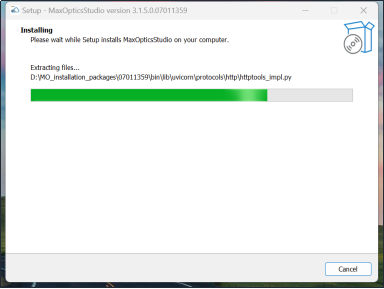 Setup - MaxOpticsStudio version 3.1.5.0.07011359
Installing
Please wait while Setup installs MaxOpticsStudio on your computer.
Extracting files...
D:\MO_installation_packages\07011359\bin\lib\uvicorn\protocols\http\httptools_impl.py
Cancel